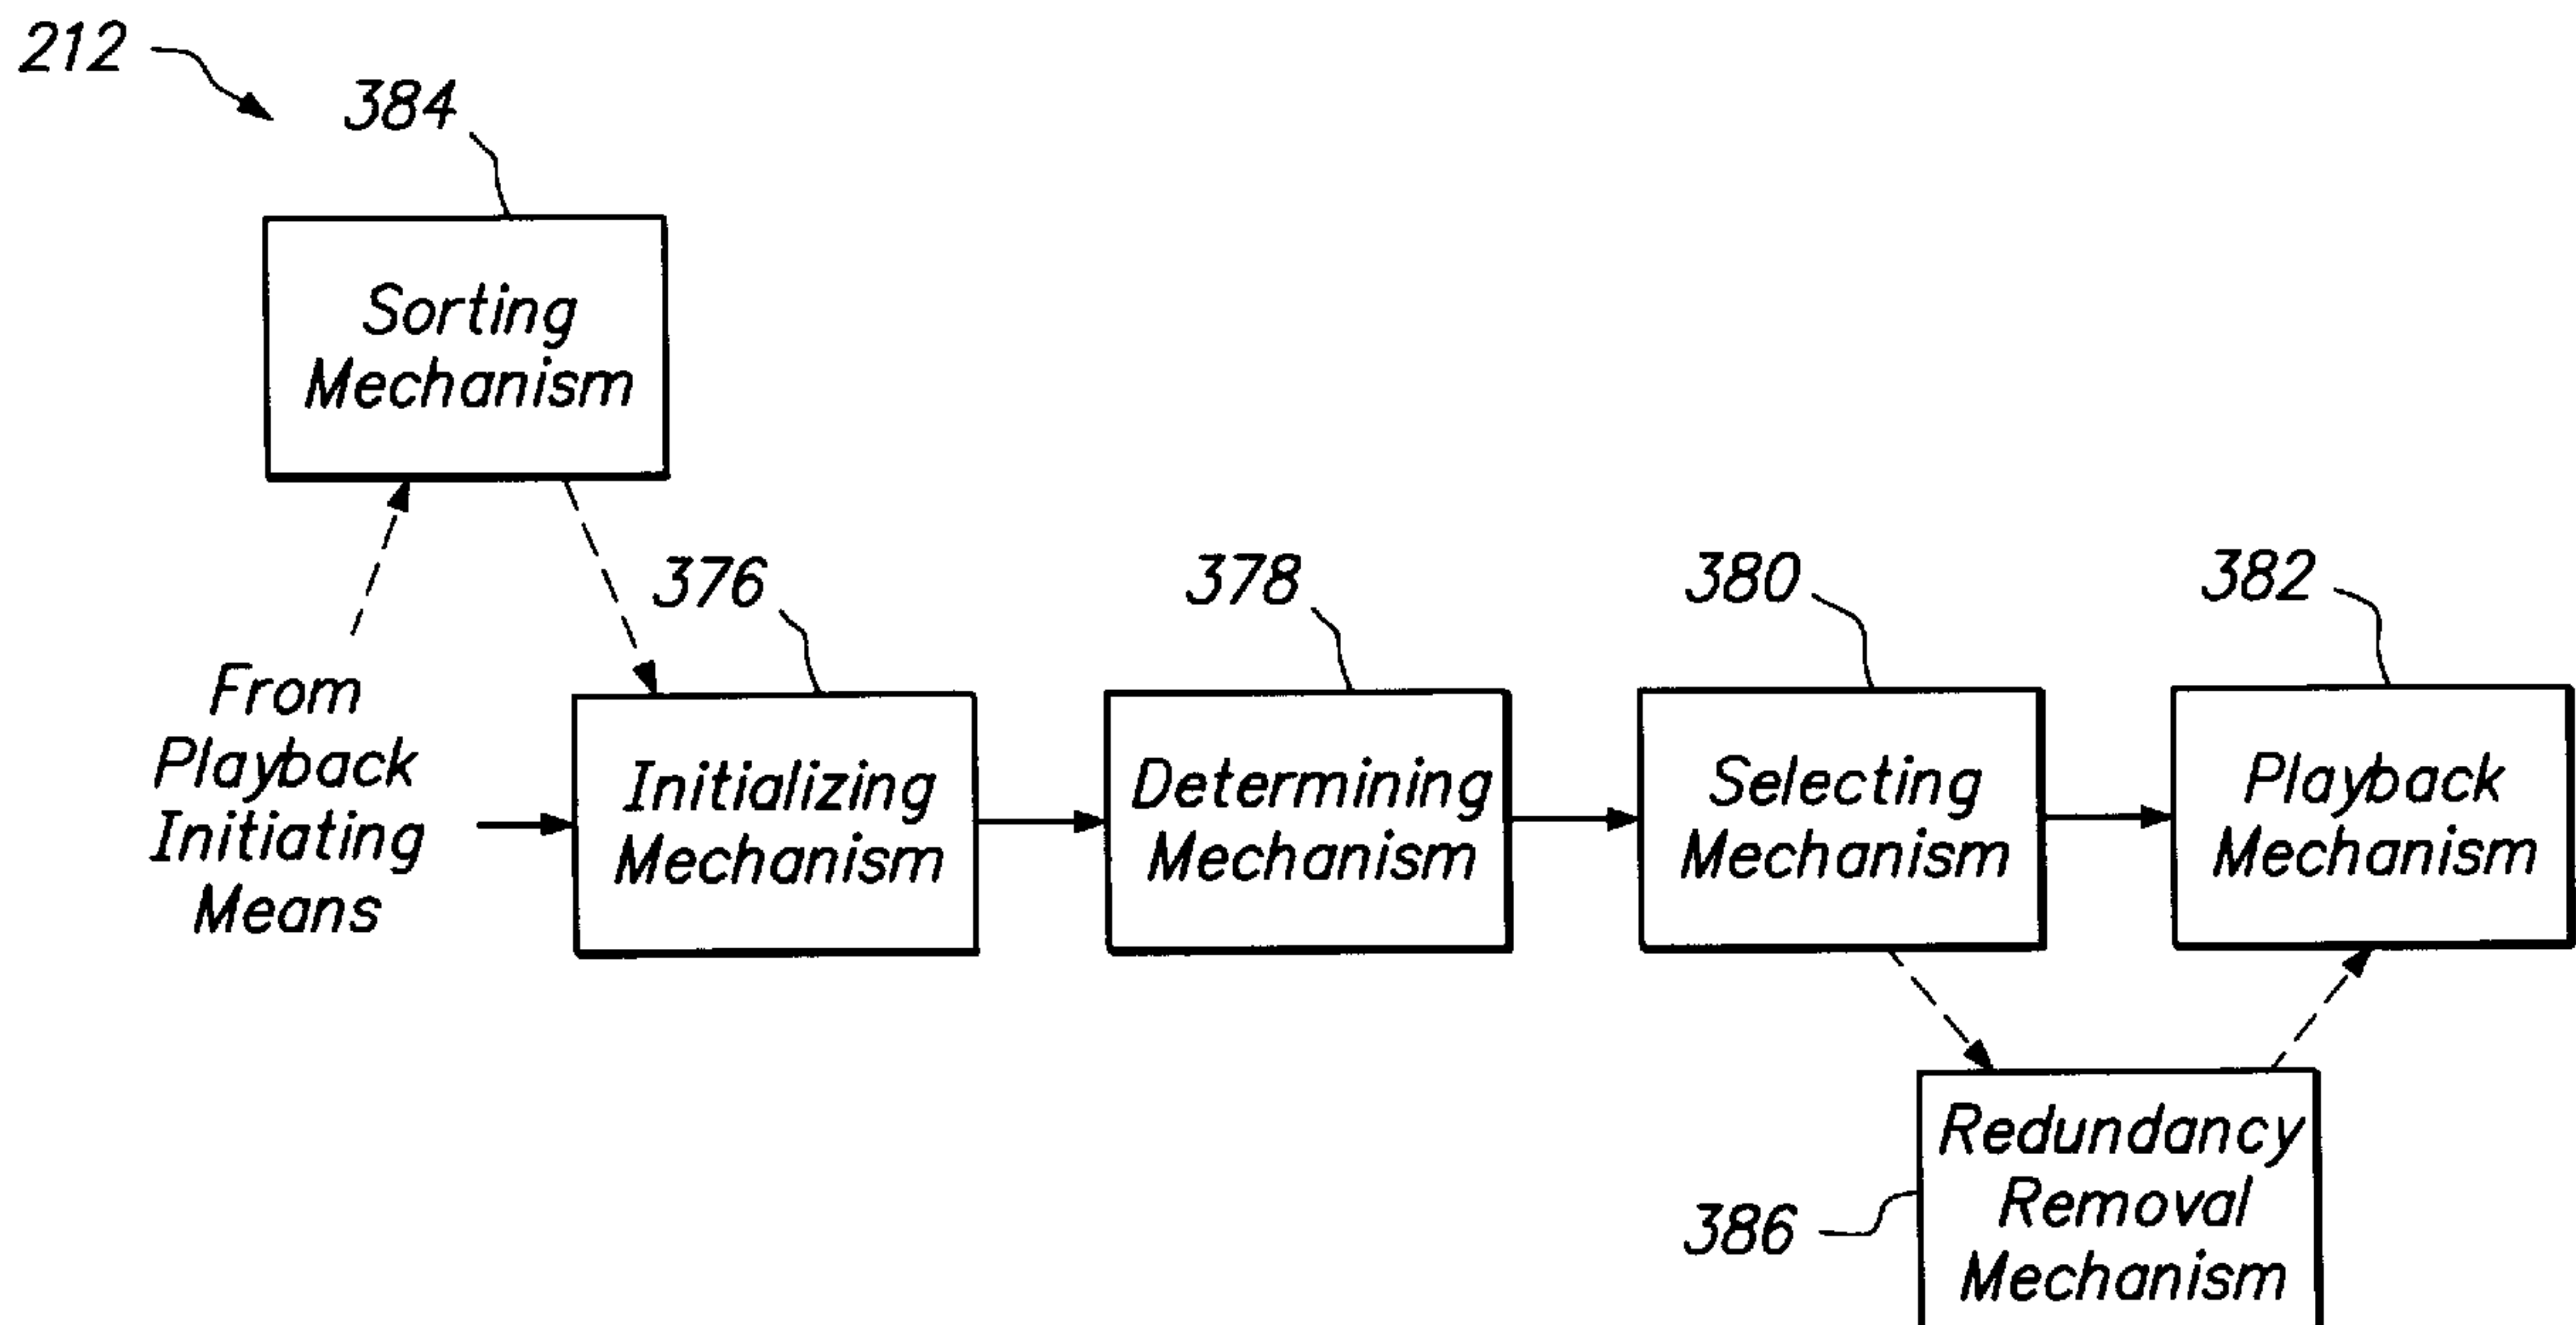 212
384
Sorting
Mechanism
376
378
380
382
From
Playback
Initiating
Means
Initializing
Mechanism
Determining
Mechanism
Selecting
Mechanism
Playback
Mechanism
386
Redundancy
Removal
Mechanism